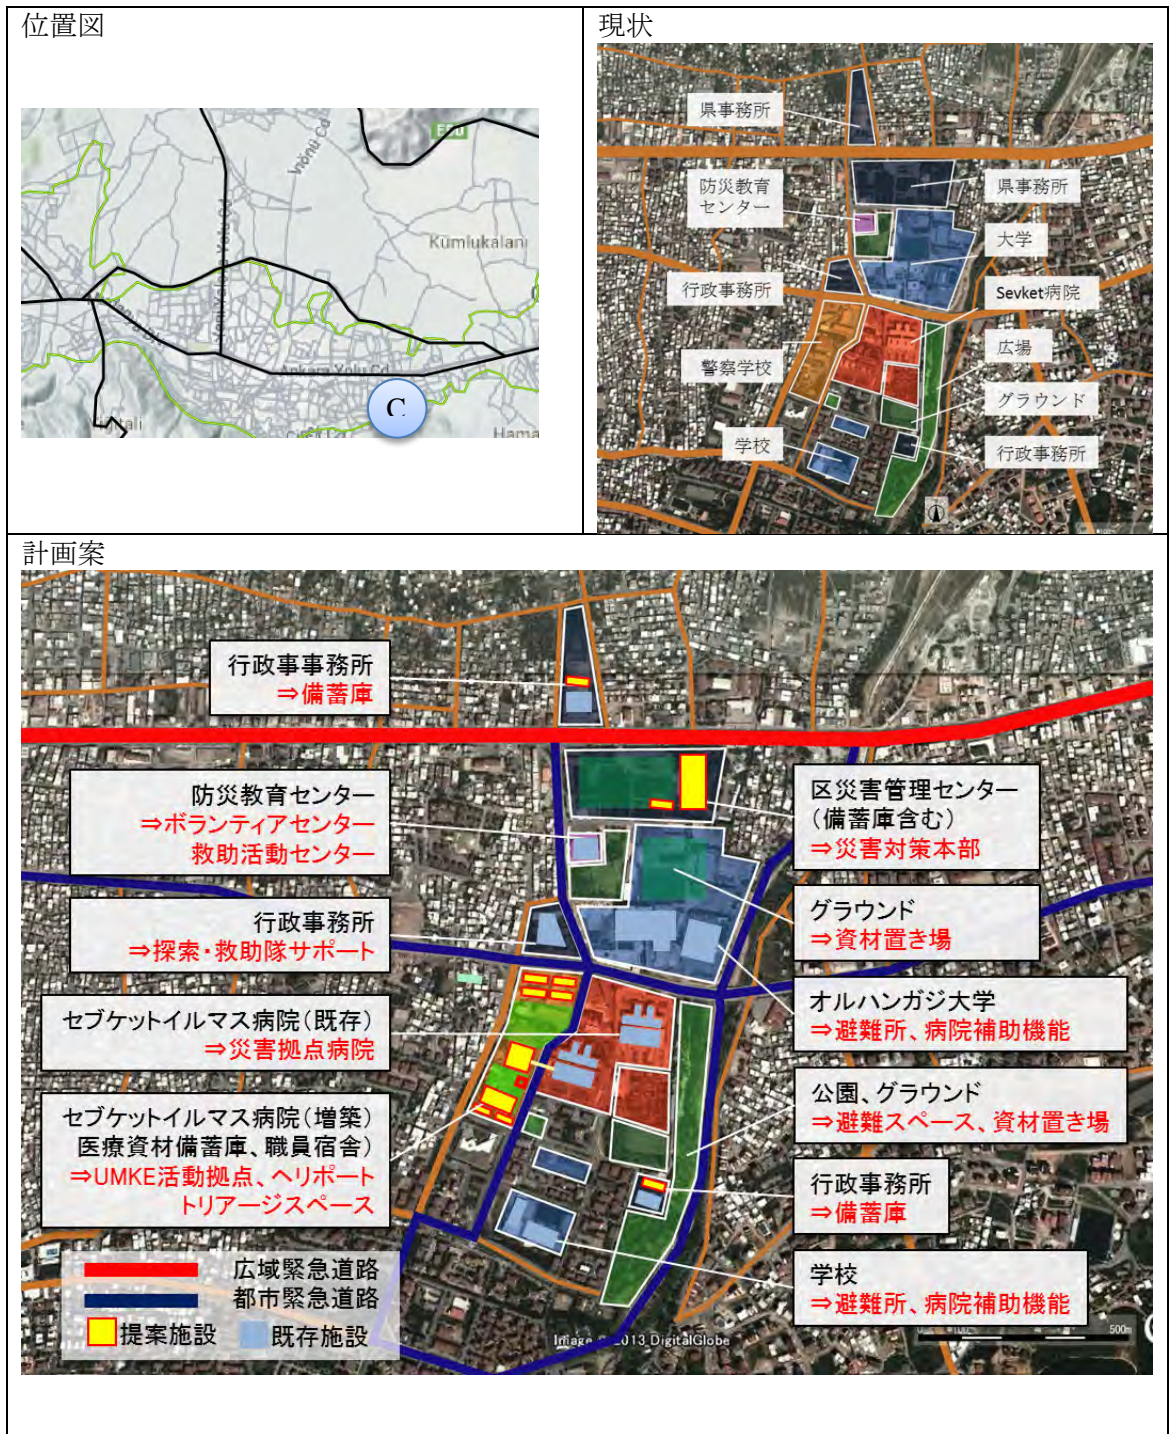 位置図
İnönü Cd
Kumlukalanı
Ankara Yolu Cd
C
Hama
現状
県事務所
防災教育
センター
県事務所
大学
行政事務所
Sevket病院
広場
警察学校
グラウンド
学校
行政事務所
計画案
行政事事務所
⇒備蓄庫
防災教育センター
⇒ボランティアセンター
救助活動センター
行政事務所
⇒探索・救助隊サポート
セブケットイルマス病院(既存)
⇒災害拠点病院
セブケットイルマス病院(増築)
医療資材備蓄庫、職員宿舎)
⇒UMKE活動拠点、ヘリポート
トリアージスペース
区災害管理センター
(備蓄庫含む)
⇒災害対策本部
グラウンド
⇒資材置き場
オルハンガジ大学
⇒避難所、病院補助機能
公園、グラウンド
⇒避難スペース、資材置き場
行政事務所
⇒備蓄庫
学校
⇒避難所、病院補助機能
広域緊急道路
都市緊急道路
提案施設 既存施設
Image © 2013 DigitalGlobe
500m